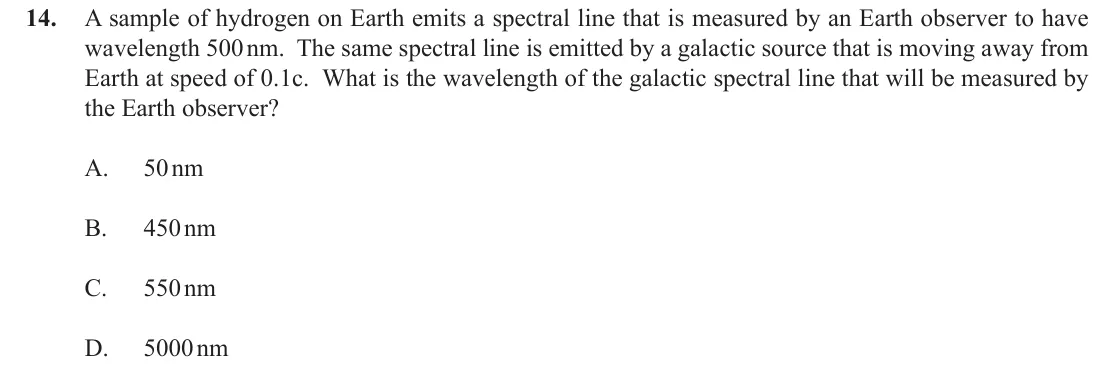 14. A sample of hydrogen on Earth emits a spectral line that is measured by an Earth observer to have
wavelength 500 nm. The same spectral line is emitted by a galactic source that is moving away from
Earth at speed of 0.1c. What is the wavelength of the galactic spectral line that will be measured by
the Earth observer?
A. 50 nm
B. 450 nm
C. 550 nm
D. 5000 nm